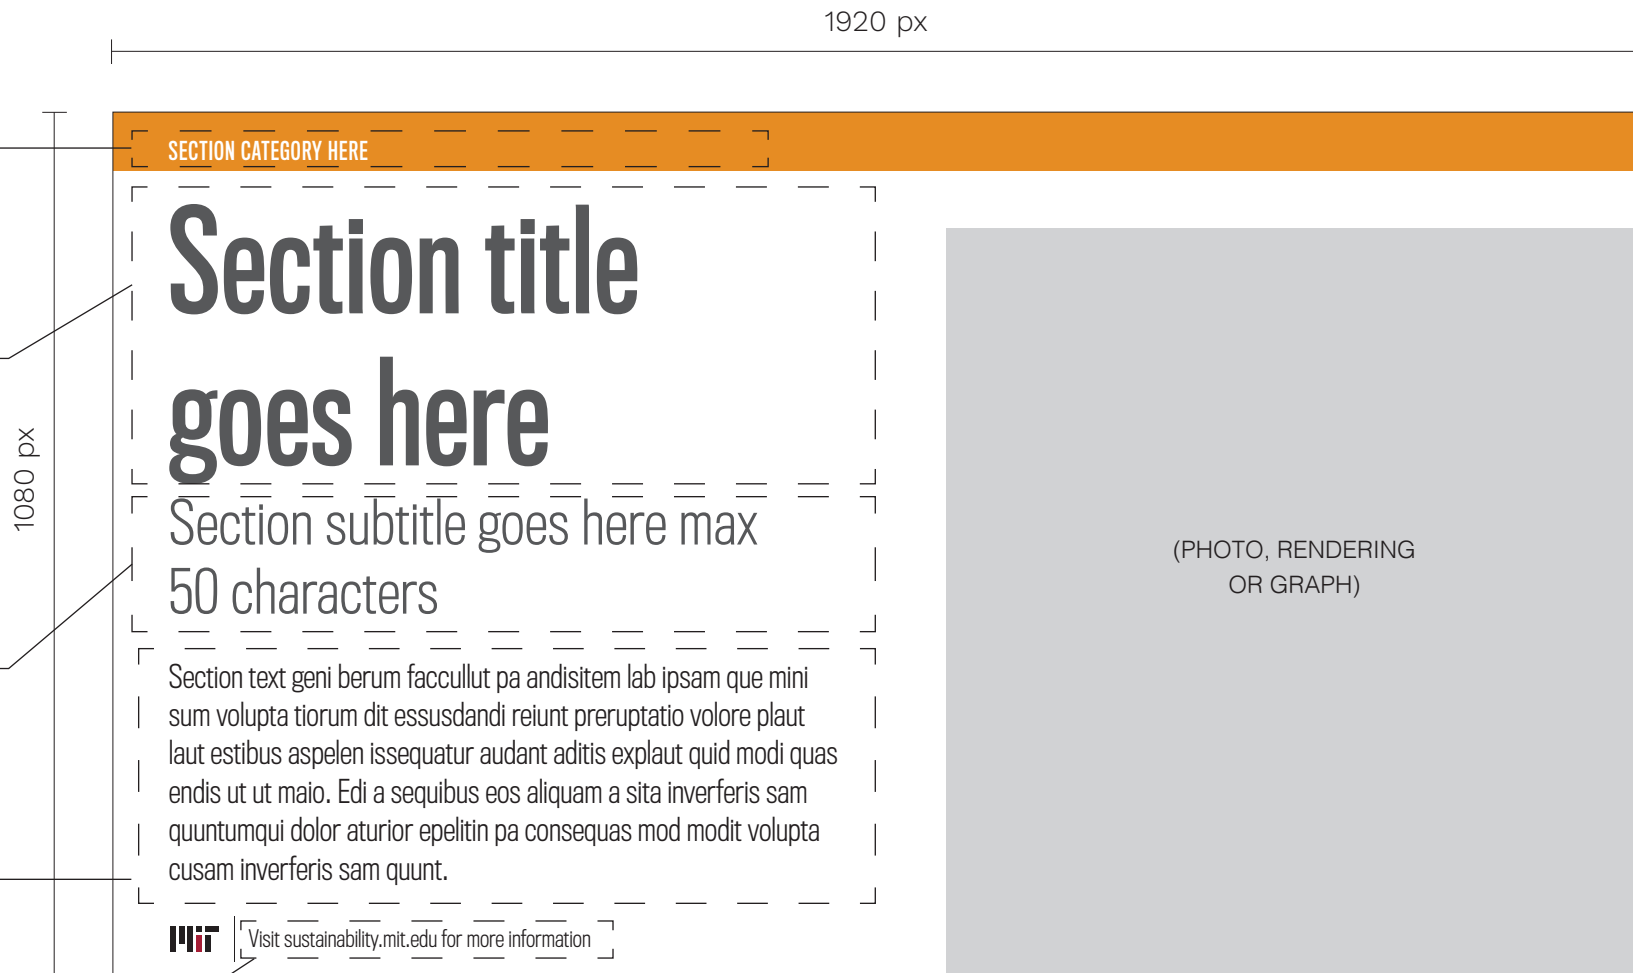 1920 px
1080 px
SECTION CATEGORY HERE
Section title
goes here
Section subtitle goes here max
50 characters
Section text geni berum faccullut pa andisitem lab ipsam que mini
sum volupta tiorum dit essusdandi reiunt preruptatio volore plaut
laut estibus aspelen issequatur audant aditis explaut quid modi quas
endis ut ut maio. Edi a sequibus eos aliquam a sita inverferis sam
quuntumqui dolor aturior epelitin pa consequas mod modit volupta
cusam inverferis sam quunt.
MIT
Visit sustainability.mit.edu for more information
(PHOTO, RENDERING
OR GRAPH)